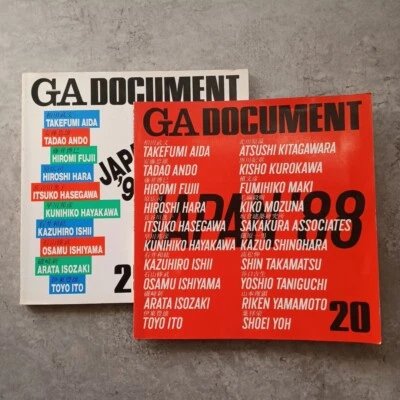 GA DOCUMENT
TAKEFUMI AIDA
TADAO ANDO
HIROMI FUJII
HIROSHI HARA
ITSUKO HASEGAWA
KUNIHIKO HAYAKAWA
KAZUHIRO ISHII
OSAMU ISHIYAMA
ARATA ISOZAKI
TOYO ITO
GA DOCUMENT
TAKEFUMI AIDA
TADAO ANDO
HIROMI FUJII
HIROSHI HARA
ITSUKO HASEGAWA
KUNIHIKO HAYAKAWA
KAZUHIRO ISHII
OSAMU ISHIYAMA
ARATA ISOZAKI
TOYO ITO
ATSUSHI KITAGAWARA
KISHO KUROKAWA
FUMIHIKO MAKI
KIKO MOZUNA
SAKAKURA ASSOCIATES
KAZUO SHINOHARA
SHIN TAKAMATSU
YOSHIO TANIGUCHI
RIKEN YAMAMOTO
SHOEI YOH
JAPAN '88
20